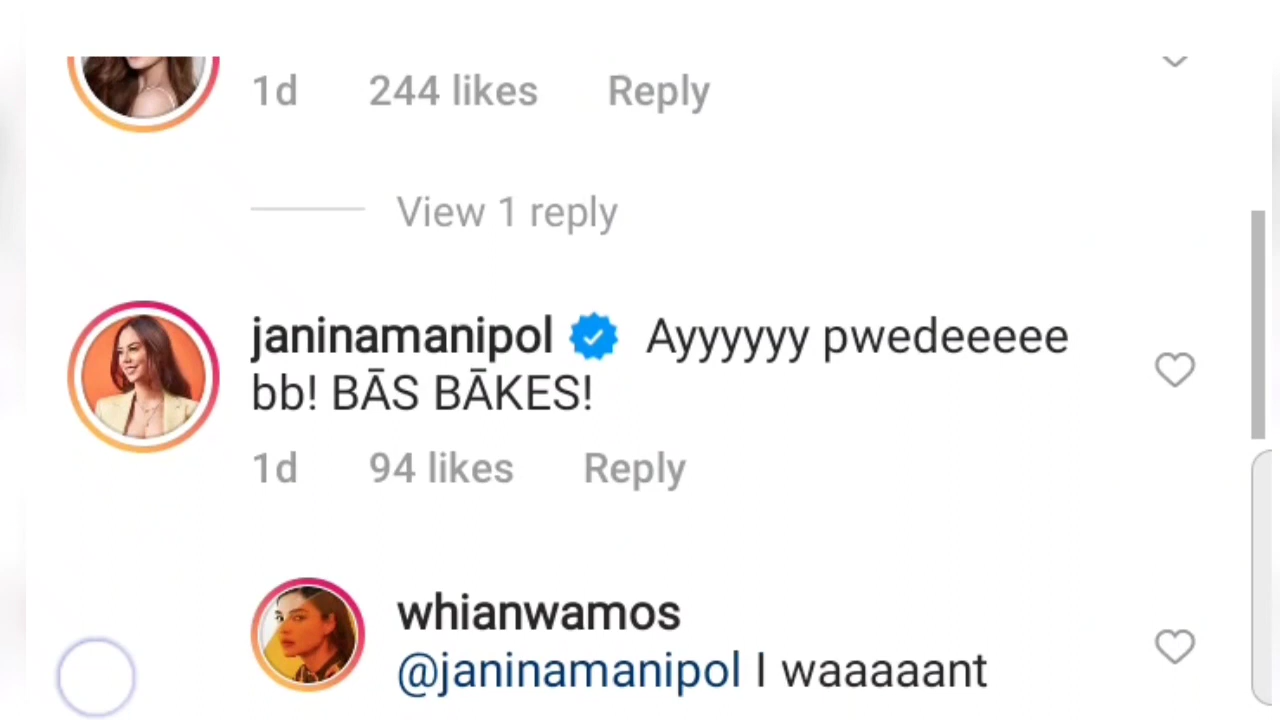 1d 244 likes Reply
View 1 reply
janinamanipol Ayyyyyy pwedeeeee
bb! BĀS BĀKES!
1d 94 likes Reply
whianwamos
@janinamanipol I waaaaant